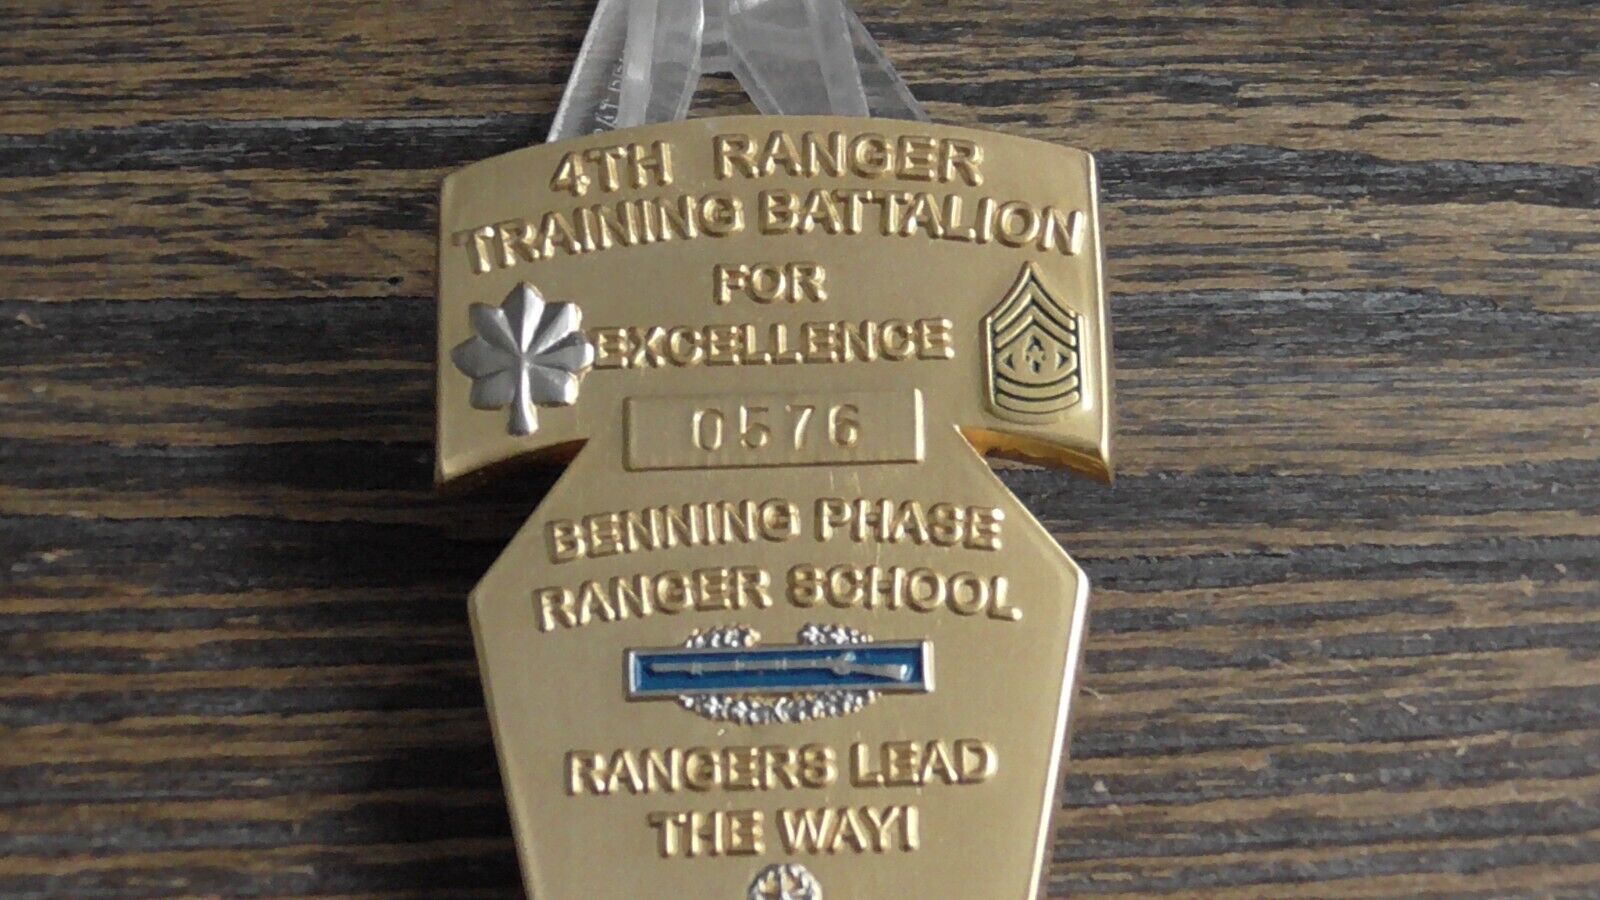 4TH RANGER
TRAINING BATTALION
FOR
EXCELLENCE
0576
BENNING PHASE
RANGER SCHOOL
RANGERS LEAD
THE WAY!